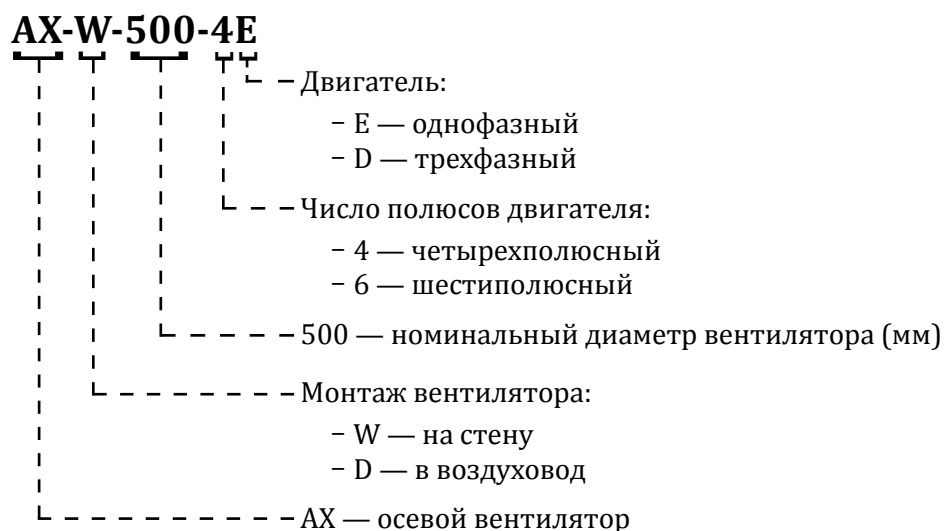 AX-W-500-4E
Двигатель:
– E — однофазный
– D — трехфазный
Число полюсов двигателя:
– 4 — четырехполюсный
– 6 — шестиполюсный
500 — номинальный диаметр вентилятора (мм)
Монтаж вентилятора:
– W — на стену
– D — в воздуховод
AX — осевой вентилятор